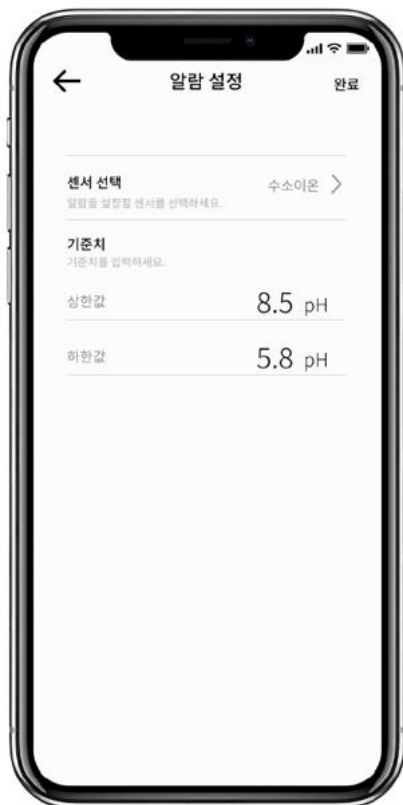 알람 설정
완료
센서 선택
수소이온
알람을 설정할 센서를 선택하세요.
기준치
기준치를 입력하세요.
상한값 8.5 pH
하한값 5.8 pH